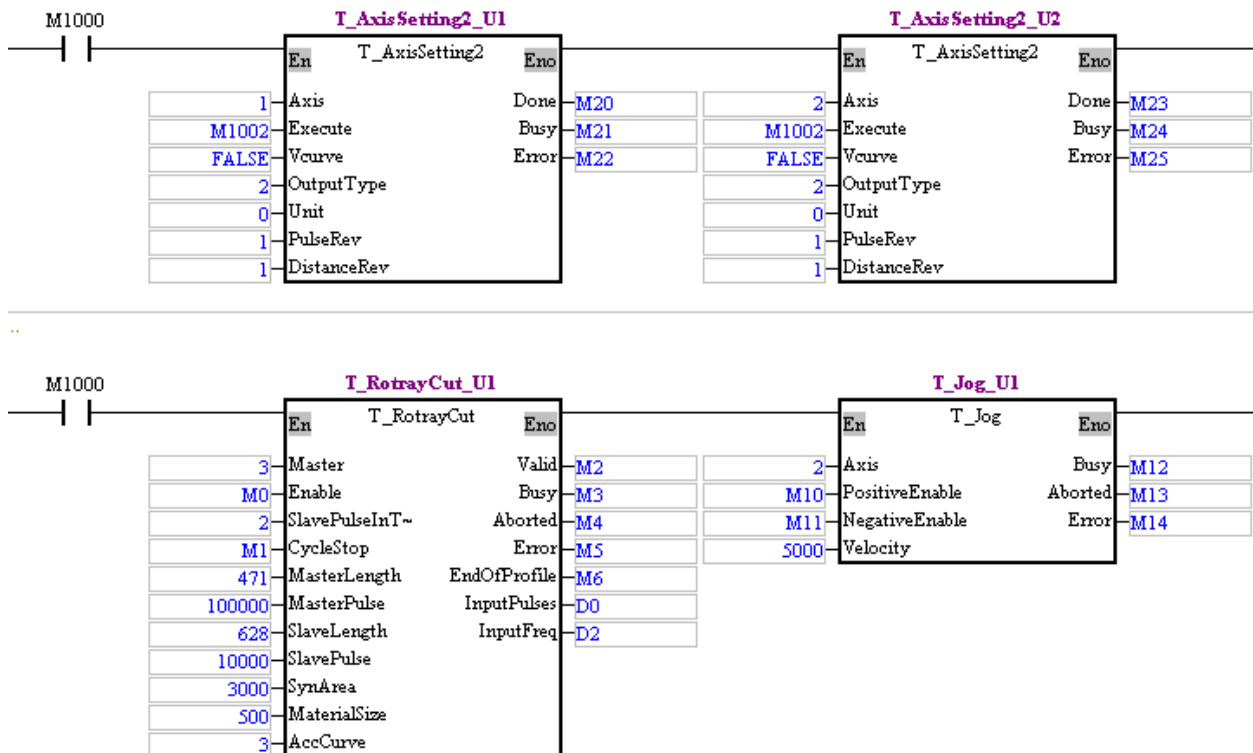 M1000 T_AxisSetting2_U1 T_AxisSetting2_U2
En T_AxisSetting2 Eno En T_AxisSetting2 Eno
1 Axis Done M20 2 Axis Done M23
M1002 Execute Busy M21 M1002 Execute Busy M24
FALSE Vcurve Error M22 FALSE Vcurve Error M25
2 OutputType 2 OutputType
0 Unit 0 Unit
1 PulseRev 1 PulseRev
1 DistanceRev 1 DistanceRev
..
M1000 T_RotrayCut_U1 T_Jog_U1
En T_RotrayCut Eno En T_Jog Eno
3 Master Valid M2 2 Axis Busy M12
M0 Enable Busy M3 M10 PositiveEnable Aborted M13
2 SlavePulseInT~ Aborted M4 M11 NegativeEnable Error M14
M1 CycleStop Error M5 5000 Velocity
471 MasterLength EndOfProfile M6
100000 MasterPulse InputPulses D0
628 SlaveLength InputFreq D2
10000 SlavePulse
3000 SynArea
500 MaterialSize
3 AccCurve